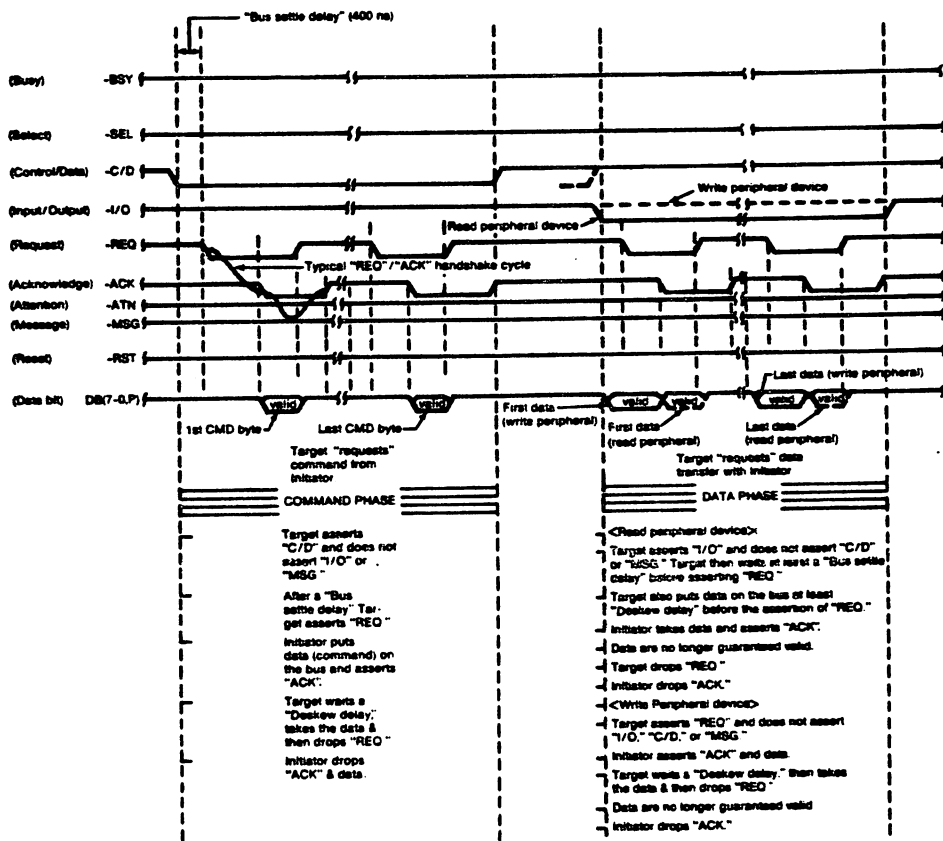 "Bus settle delay" (400 ns)
(Busy) -BSY
(Select) -SEL
(Control/Data) -C/D
(Input/Output) -I/O
Write peripheral device
Read peripheral device
(Request) -REQ
Typical "REQ"/"ACK" handshake cycle
(Acknowledge) -ACK
(Attention) -ATN
(Message) -MSG
(Reset) -RST
(Data bit) DB(7-0,P)
valid
valid
valid
valid
valid
valid
1st CMD byte
Last CMD byte
First data
(write peripheral)
First data
(read peripheral)
Last data (write peripheral)
Last data
(read peripheral)
Target "requests"
command from
initiator
COMMAND PHASE
Target asserts
"C/D" and does not
assert "I/O" or
"MSG."
After a "Bus
settle delay" Tar-
get asserts "REQ"
Initiator puts
data (command) on
the bus and asserts
"ACK".
Target waits a
"Deskew delay,"
takes the data &
then drops "REQ"
Initiator drops
"ACK" & data.
Target "requests" data
transfer with initiator
DATA PHASE
<Read peripheral device>
Target asserts "I/O" and does not assert "C/D"
or "MSG." Target then waits at least a "Bus settle
delay" before asserting "REQ"
Target also puts data on the bus at least
"Deskew delay" before the assertion of "REQ."
Initiator takes data and asserts "ACK".
Data are no longer guaranteed valid.
Target drops "REQ"
Initiator drops "ACK."
<Write Peripheral device>
Target asserts "REQ" and does not assert
"I/O," "C/D," or "MSG"
Initiator asserts "ACK" and data.
Target waits a "Deskew delay," then takes
the data & then drops "REQ"
Data are no longer guaranteed valid
Initiator drops "ACK."